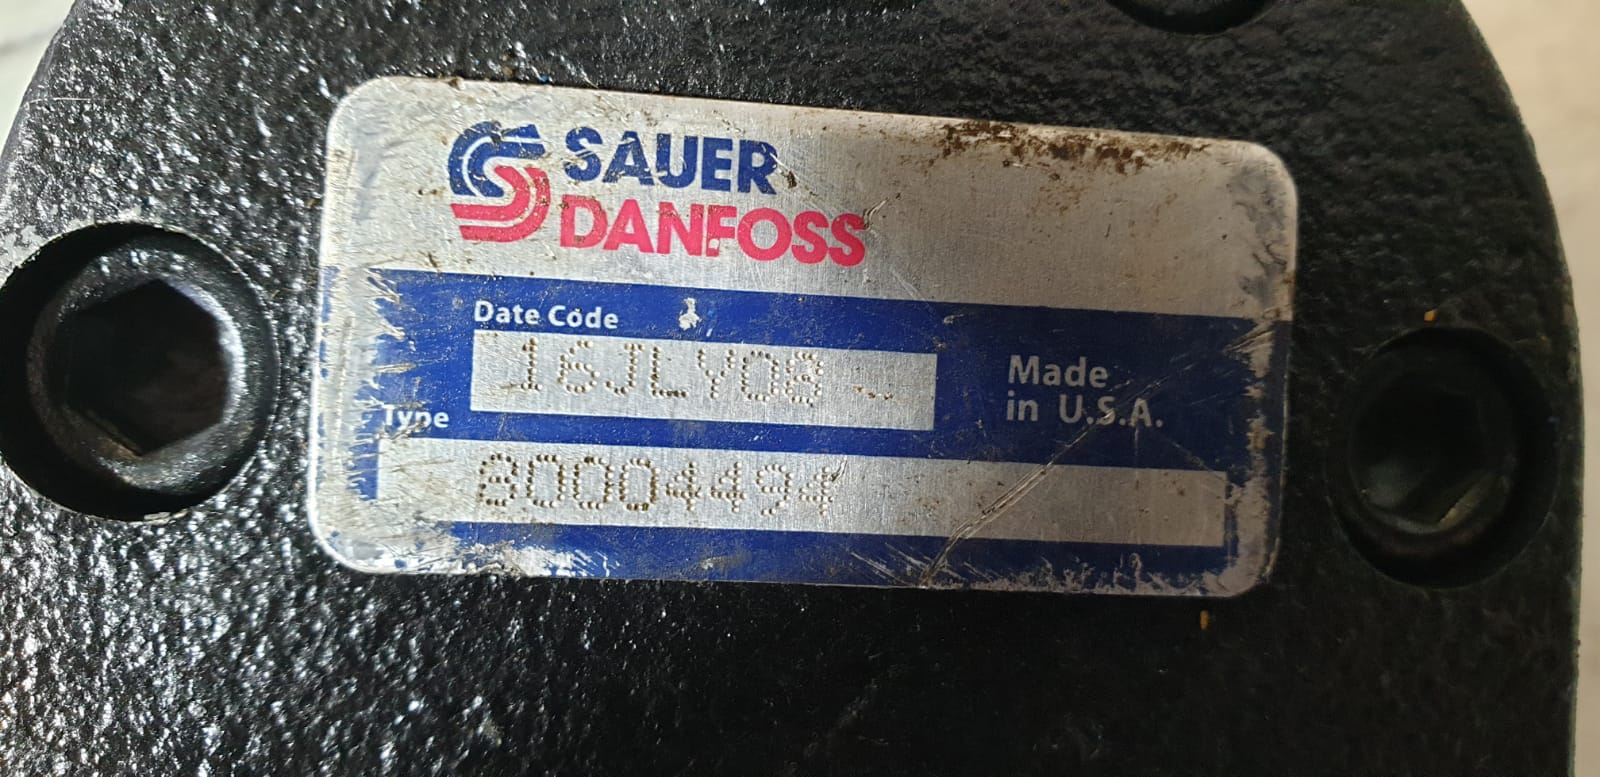 SAUER
DANFOSS
Date Code
16JLY08
Made
in U.S.A.
Type
80004494